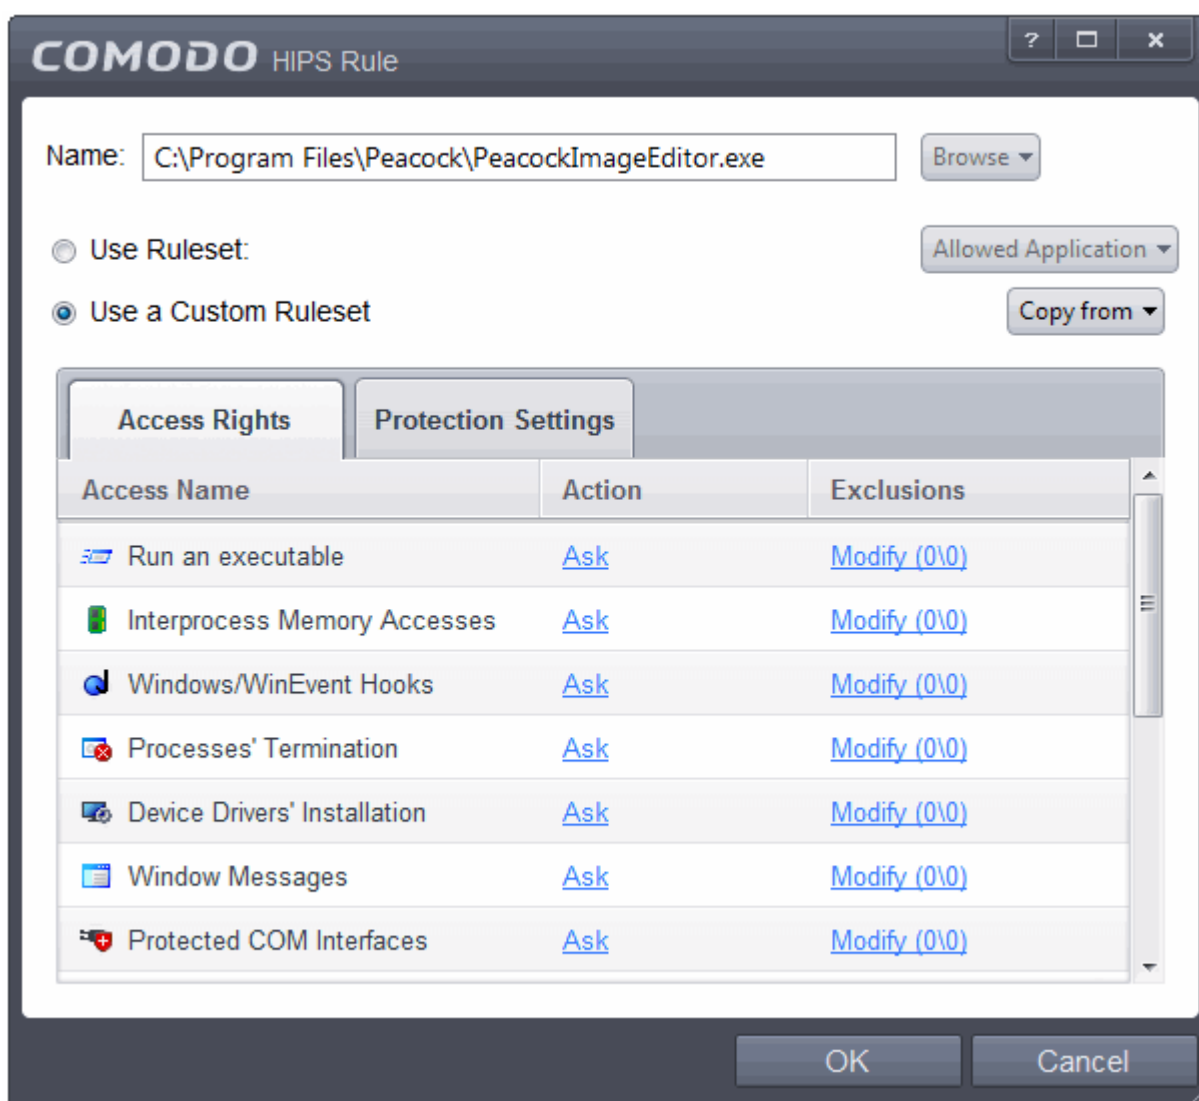 COMODO HIPS Rule ?
Name: C:\Program Files\Peacock\PeacockImageEditor.exe Browse
Use Ruleset: Allowed Application
Use a Custom Ruleset Copy from
Access Rights Protection Settings
Access Name Action Exclusions
Run an executable Ask Modify (0\0)
Interprocess Memory Accesses Ask Modify (0\0)
Windows/WinEvent Hooks Ask Modify (0\0)
Processes' Termination Ask Modify (0\0)
Device Drivers' Installation Ask Modify (0\0)
Window Messages Ask Modify (0\0)
Protected COM Interfaces Ask Modify (0\0)
OK Cancel